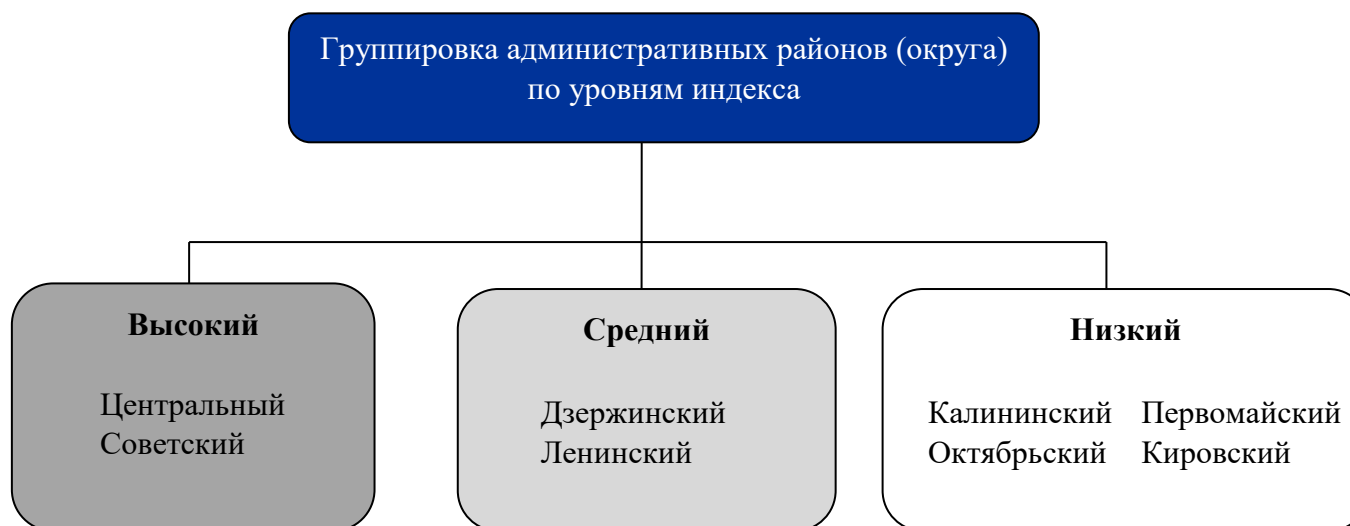 Группировка административных районов (округа)
по уровням индекса
Высокий
Центральный
Советский
Средний
Дзержинский
Ленинский
Низкий
Калининский Первомайский
Октябрьский Кировский